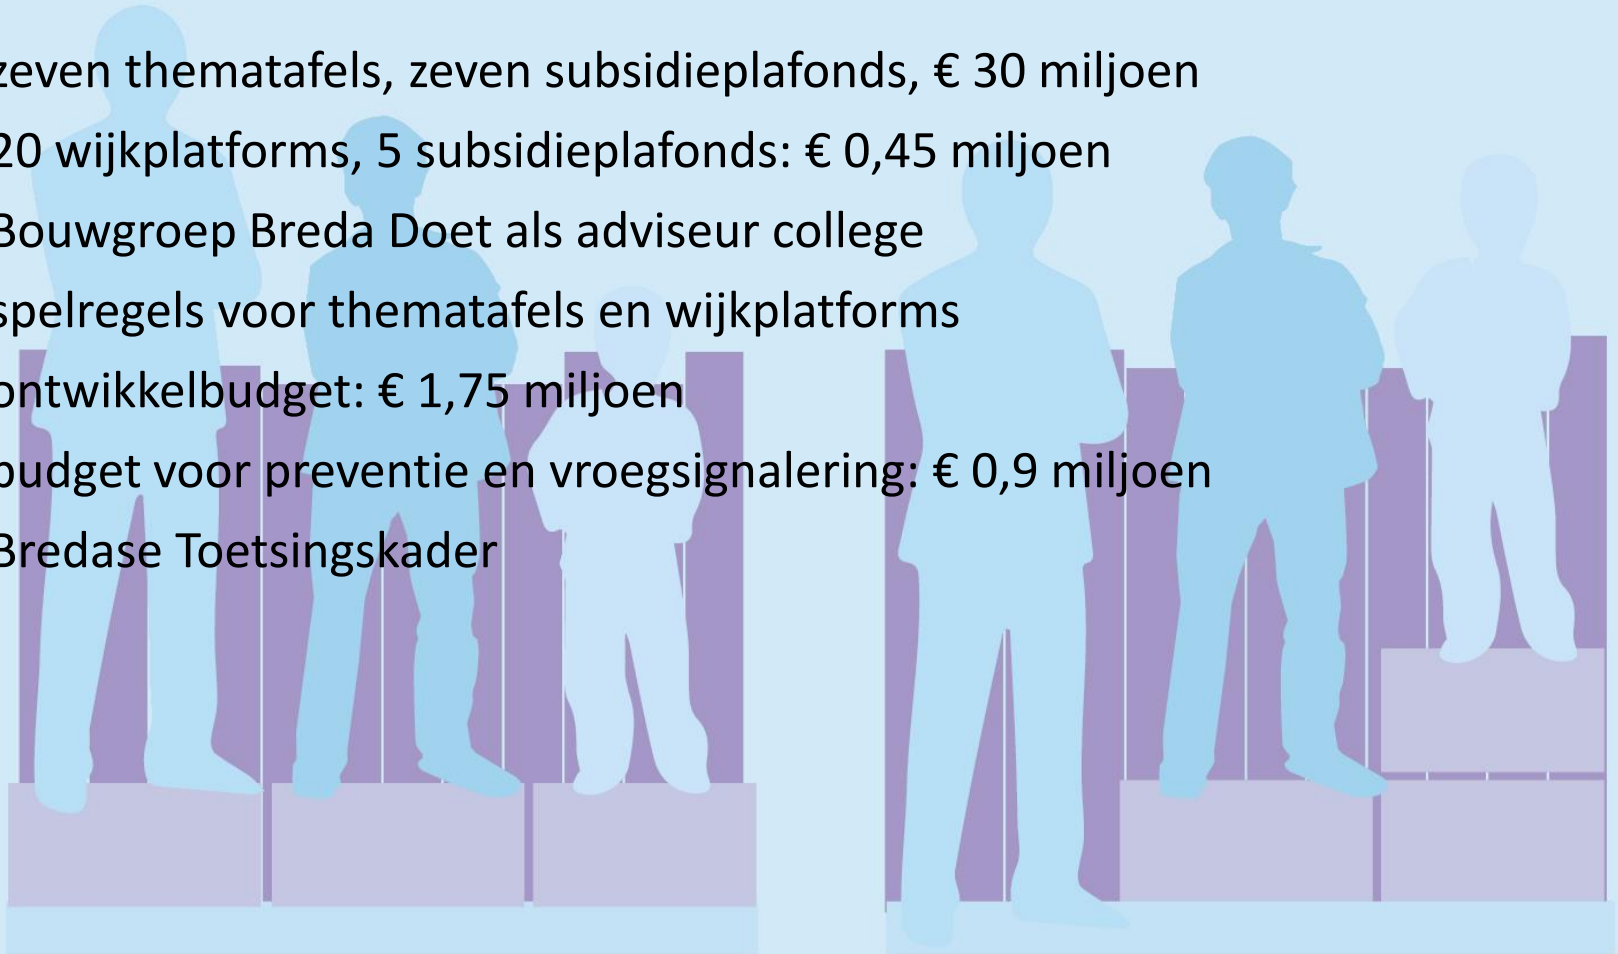 zeven thematafels, zeven subsidieplafonds, € 30 miljoen
20 wijkplatforms, 5 subsidieplafonds: € 0,45 miljoen
Bouwgroep Breda Doet als adviseur college
spelregels voor thematafels en wijkplatforms
ontwikkelbudget: € 1,75 miljoen
budget voor preventie en vroegsignalering: € 0,9 miljoen
Bredase Toetsingskader